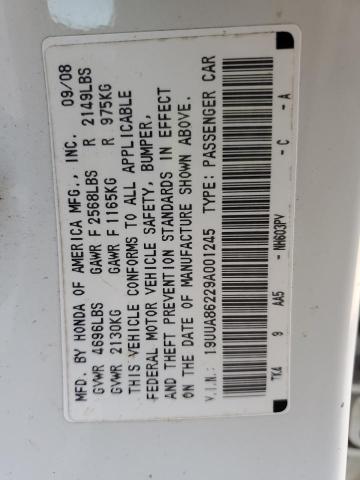 MFD. BY HONDA OF AMERICA MFG., INC. 09/08
GVWR 4696LBS GAWR F 2568LBS R 2149LBS
GVWR 2130KG GAWR F 1165KG R 975KG
THIS VEHICLE CONFORMS TO ALL APPLICABLE
FEDERAL MOTOR VEHICLE SAFETY, BUMPER,
AND THEFT PREVENTION STANDARDS IN EFFECT
ON THE DATE OF MANUFACTURE SHOWN ABOVE.
V.I.N.: 19UUA86229A001245 TYPE: PASSENGER CAR
TK4 9 AA5 - NH603PV - C - A